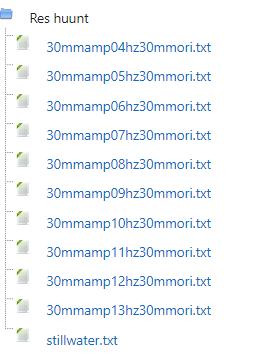 Res huunt
30mmamp04hz30mmori.txt
30mmamp05hz30mmori.txt
30mmamp06hz30mmori.txt
30mmamp07hz30mmori.txt
30mmamp08hz30mmori.txt
30mmamp09hz30mmori.txt
30mmamp10hz30mmori.txt
30mmamp11hz30mmori.txt
30mmamp12hz30mmori.txt
30mmamp13hz30mmori.txt
stillwater.txt